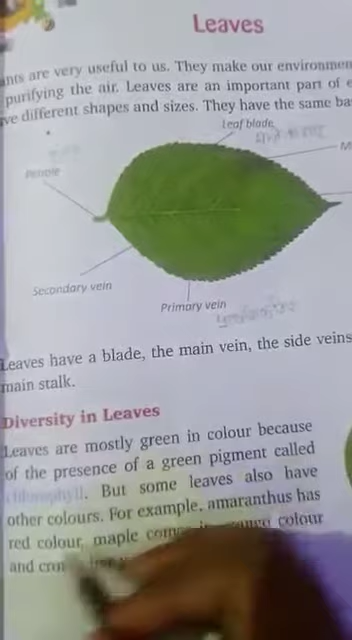 Leaves
ants are very useful to us. They make our environmen
purifying the air. Leaves are an important part of
ve different shapes and sizes. They have the same ba
Leaf blade
M
Petiole
Secondary vein
Primary vein
Leaves have a blade, the main vein, the side veins
main stalk.
Diversity in Leaves
Leaves are mostly green in colour because
of the presence of a green pigment called
chlorophyll. But some leaves also have
other colours. For example, amaranthus has
red colour, maple colour
and